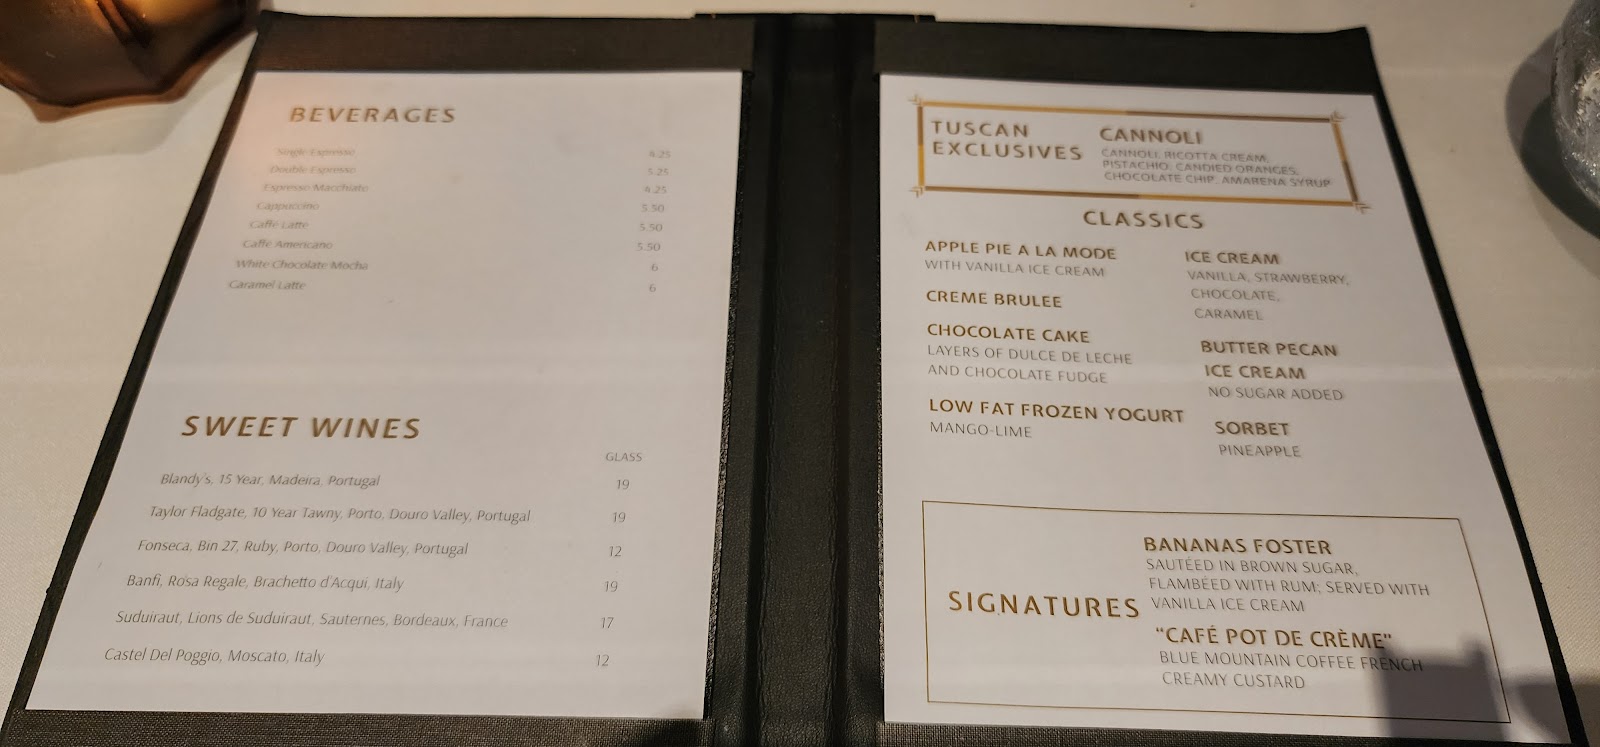 BEVERAGES
Single Espresso 4.25
Double Espresso 5.25
Espresso Macchiato 4.25
Cappuccino 5.50
Caffé Latte 5.50
Caffé Americano 5.50
White Chocolate Mocha 6
Caramel Latte 6
SWEET WINES
GLASS
Blandy's, 15 Year, Madeira, Portugal 19
Taylor Fladgate, 10 Year Tawny, Porto, Douro Valley, Portugal 19
Fonseca, Bin 27, Ruby, Porto, Douro Valley, Portugal 12
Banfi, Rosa Regale, Brachetto d'Acqui, Italy 19
Suduiraut, Lions de Suduiraut, Sauternes, Bordeaux, France 17
Castel Del Poggio, Moscato, Italy 12
TUSCAN
EXCLUSIVES
CANNOLI
CANNOLI, RICOTTA CREAM,
PISTACHIO, CANDIED ORANGES,
CHOCOLATE CHIP, AMARENA SYRUP
CLASSICS
APPLE PIE A LA MODE
WITH VANILLA ICE CREAM
CREME BRULEE
CHOCOLATE CAKE
LAYERS OF DULCE DE LECHE
AND CHOCOLATE FUDGE
LOW FAT FROZEN YOGURT
MANGO-LIME
ICE CREAM
VANILLA, STRAWBERRY,
CHOCOLATE,
CARAMEL
BUTTER PECAN
ICE CREAM
NO SUGAR ADDED
SORBET
PINEAPPLE
SIGNATURES
BANANAS FOSTER
SAUTÉED IN BROWN SUGAR,
FLAMBÉED WITH RUM; SERVED WITH
VANILLA ICE CREAM
"CAFÉ POT DE CRÈME"
BLUE MOUNTAIN COFFEE FRENCH
CREAMY CUSTARD